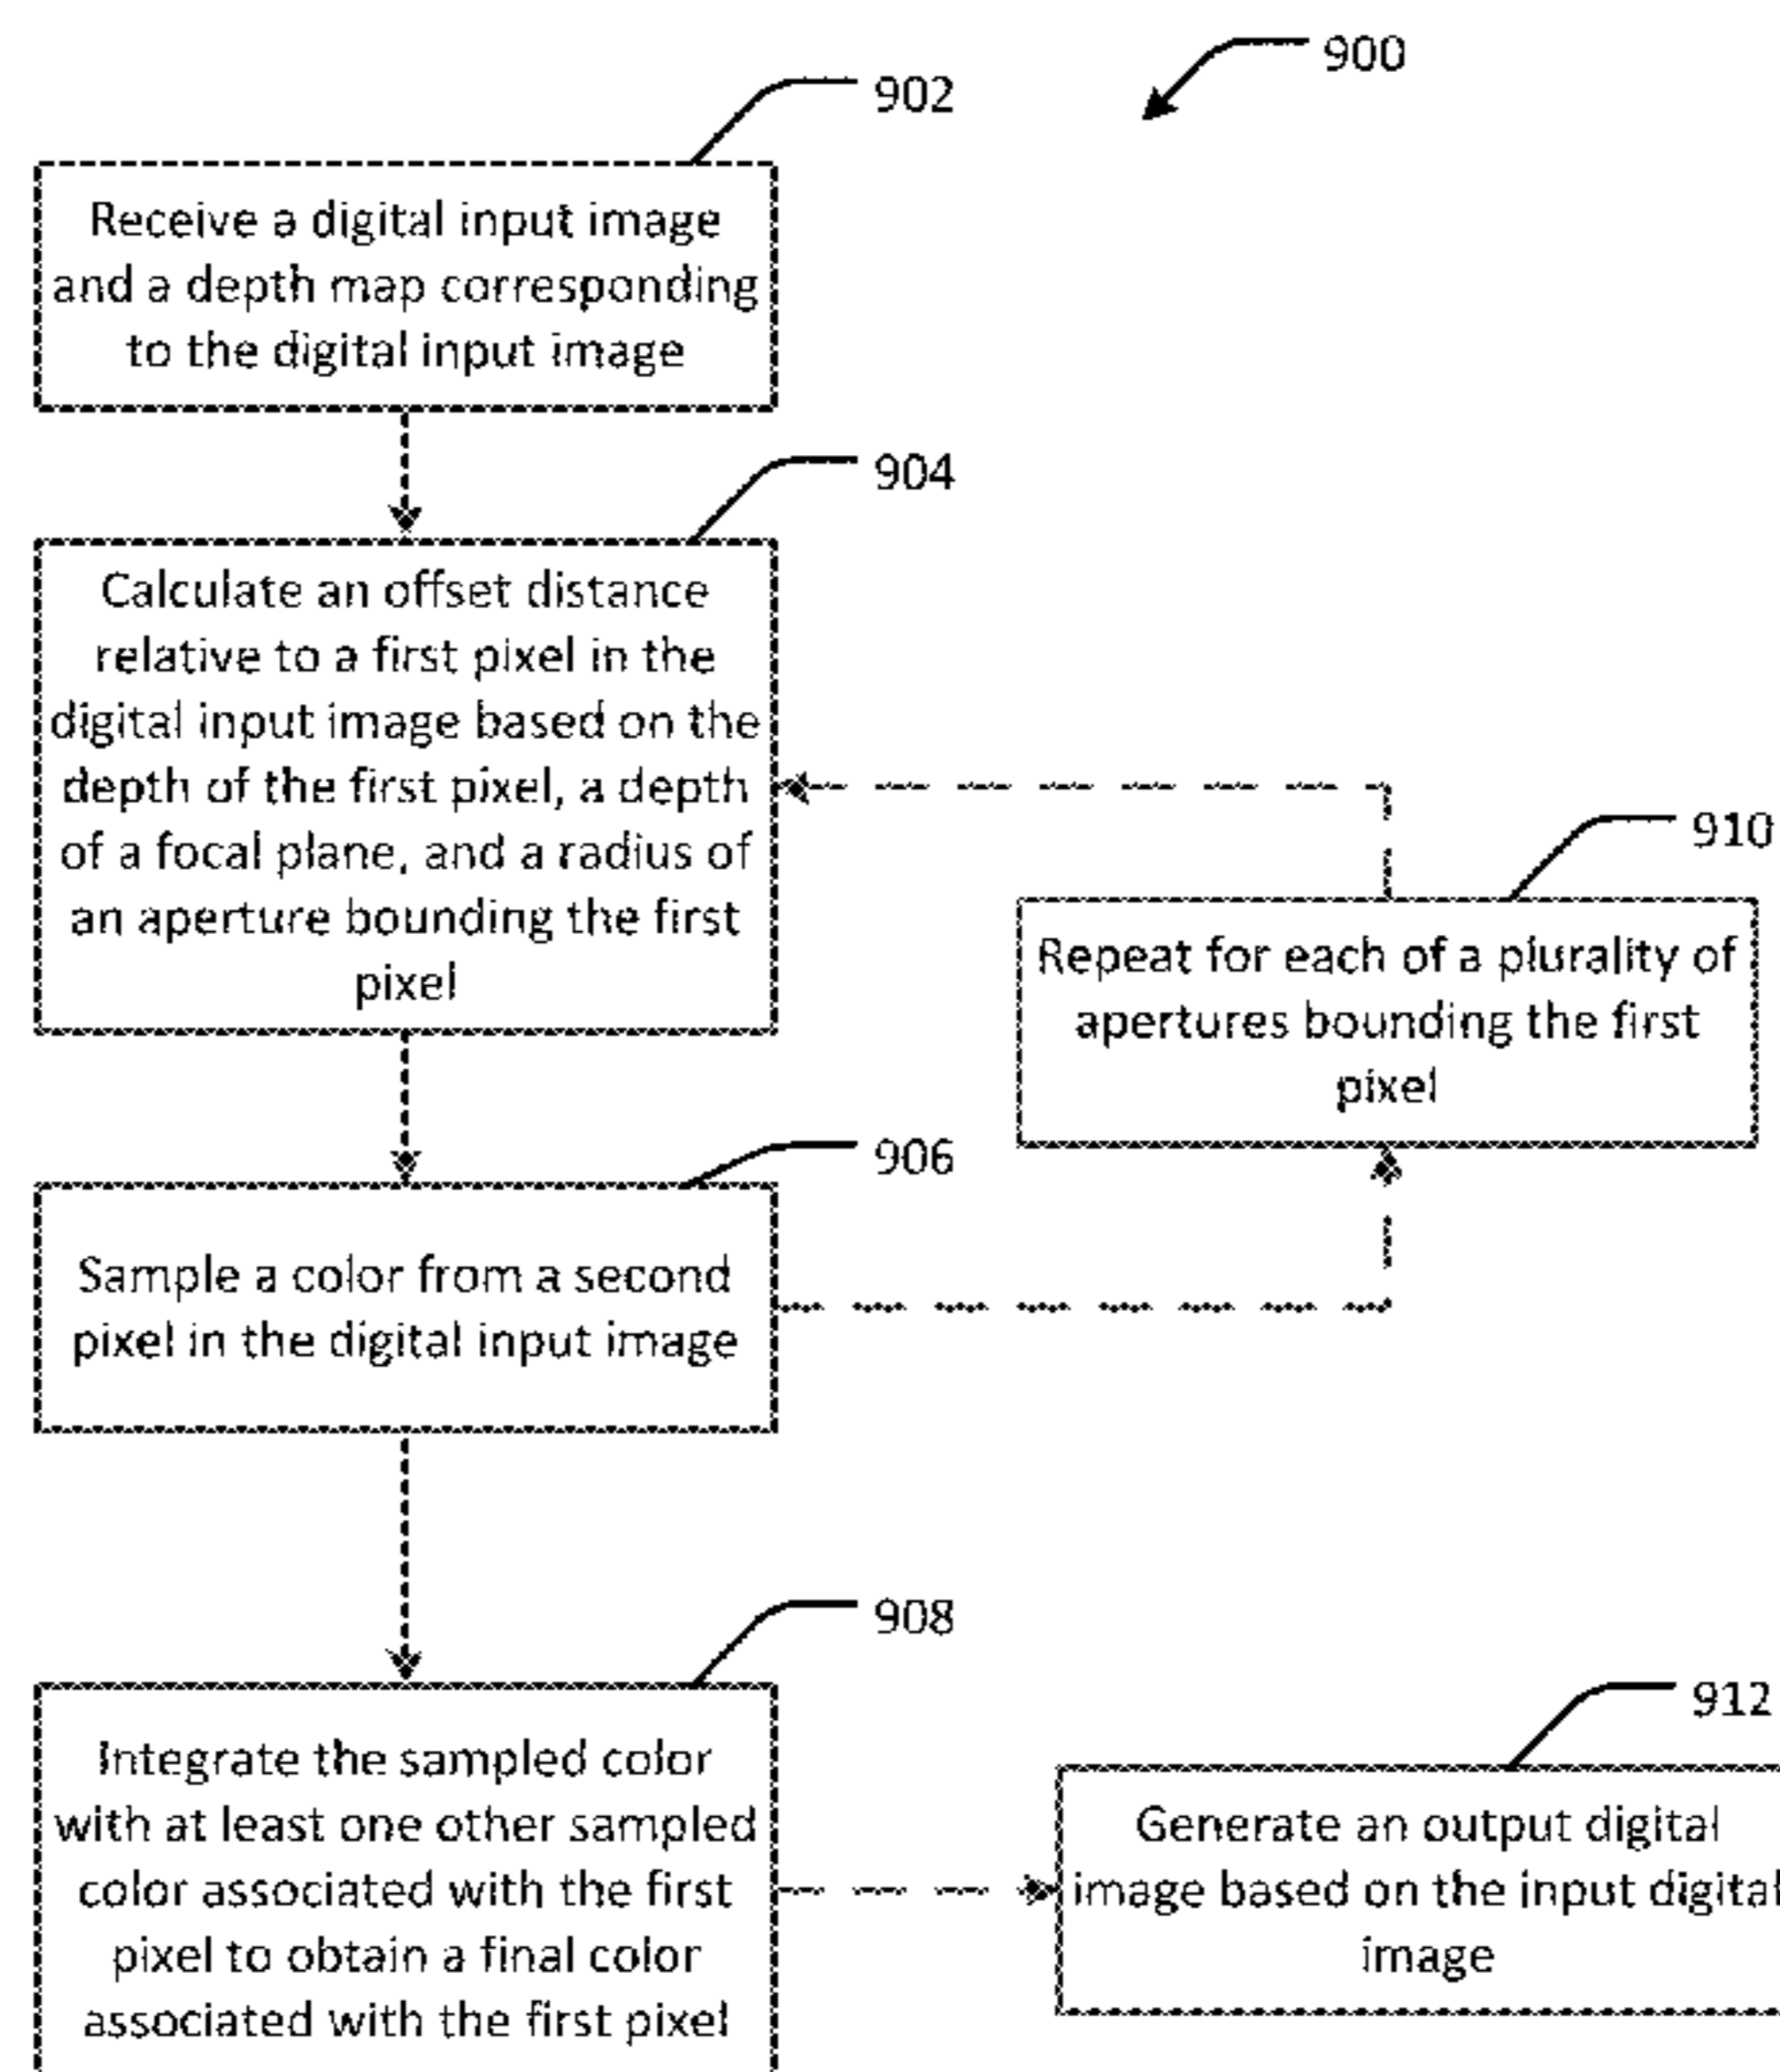 900
902
Receive a digital input image
and a depth map corresponding
to the digital input image
904
Calculate an offset distance
relative to a first pixel in the
digital input image based on the
depth of the first pixel, a depth
of a focal plane, and a radius of
an aperture bounding the first
pixel
910
Repeat for each of a plurality of
apertures bounding the first
pixel
906
Sample a color from a second
pixel in the digital input image
908
Integrate the sampled color
with at least one other sampled
color associated with the first
pixel to obtain a final color
associated with the first pixel
912
Generate an output digital
image based on the input digital
image